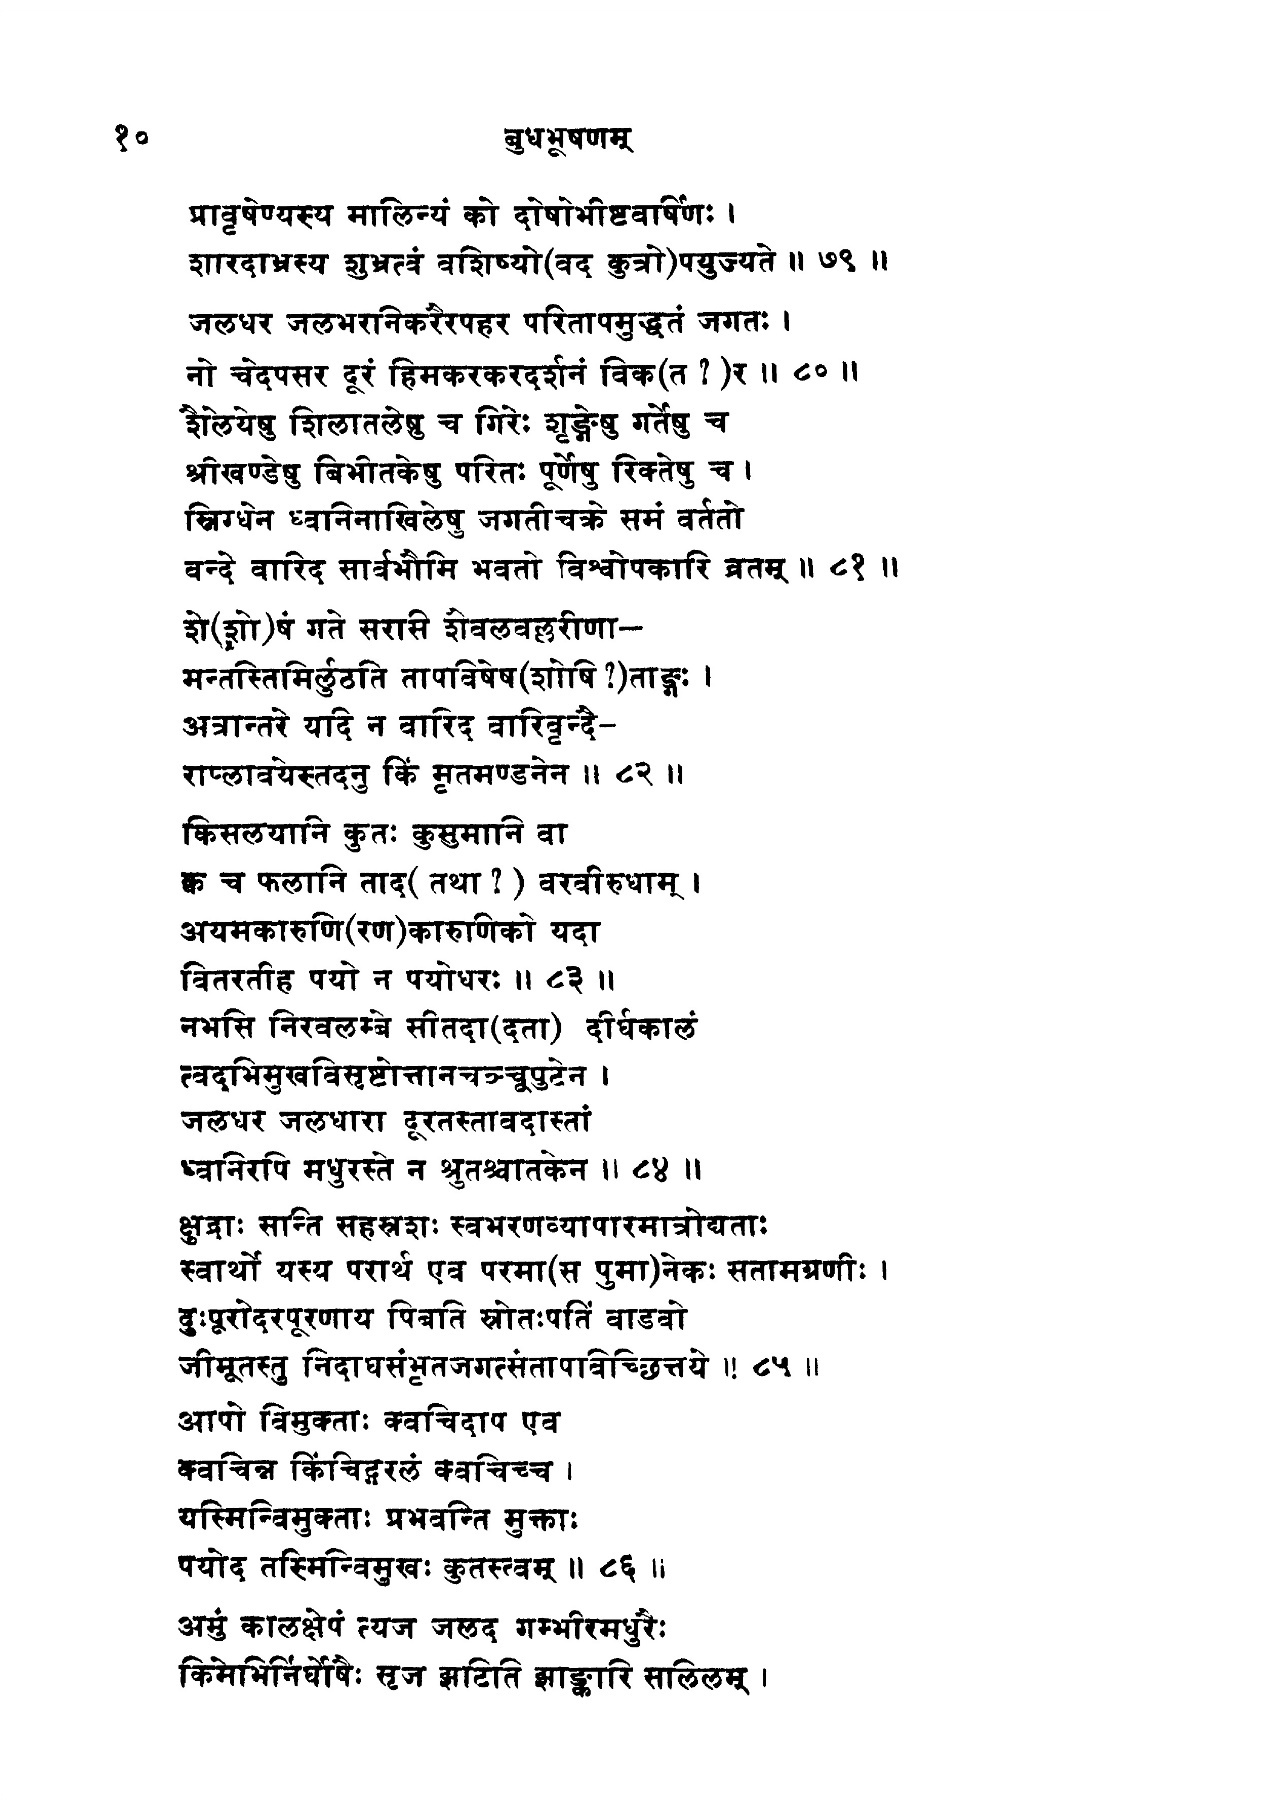 १०
बुधभूषणम्
प्रावृषेण्यस्य मालिन्यं को दोषोभीष्टवर्षिणः ।
शारदाभ्रस्य शुभ्रत्वं वशिष्यो(वद कुत्रो)पयुज्यते ॥ ७९ ॥
जलधर जलभरनिकरैरपहर परितापमुद्धतं जगतः ।
नो चेदपसर दूरं हिमकरकरदर्शनं विक(त ? )र ॥ ८० ॥
शैलेयेषु शिलातलेषु च गिरेः शृङ्गेषु गर्तेषु च
श्रीखण्डेषु बिभीतकेषु परितः पूर्णेषु रिक्तेषु च ।
स्निग्धेन ध्वनिनाखिलेषु जगतीचक्रे समं वर्ततो
वन्दे वारिद सार्वभौमि भवतो विश्वोपकारि व्रतम् ॥ ८१ ॥
शे(शो)षं गते सरसि शैवलवल्लरीणा–
मन्तस्तिमिर्लुठति तापविषेष(शोषि ?)ताङ्गः ।
अत्रान्तरे यदि न वारिद वारिवृन्दै–
राप्लावयेस्तदनु किं मृतमण्डनेन ॥ ८२ ॥
किसलयानि कुतः कुसुमानि वा
क्व च फलानि ताद( तथा ? ) वरवीरुधाम् ।
अयमकारुणि(रण)कारुणिको यदा
वितरतीह पयो न पयोधरः ॥ ८३ ॥
नभसि निरवलम्बे सीतदा(दता) दीर्घकालं
त्वदभिमुखविसृष्टोत्तानचञ्चूपुटेन ।
जलधर जलधारा दूरतस्तावदास्तां
ध्वनिरपि मधुरस्ते न श्रुतश्चातकेन ॥ ८४ ॥
क्षुद्राः सन्ति सहस्रशः स्वभरणव्यापारमात्रोद्यताः
स्वार्थो यस्य परार्थ एव परमा(स पुमा)नेकः सतामग्रणीः ।
दुःपूरोदरपूरणाय पिबति स्रोतःपतिं वाडवो
जीमूतस्तु निदाघसंभृतजगत्संतापविच्छित्तये ॥ ८५ ॥
आपो विमुक्ताः क्वचिदाप एव
क्वचिन्न किंचिद्गरलं क्वचिच्च ।
यस्मिन्विमुक्ताः प्रभवन्ति मुक्ताः
पयोद तस्मिन्विमुखः कुतस्त्वम् ॥ ८६ ॥
अमुं कालक्षेपं त्यज जलद गम्भीरमधुरैः
किमेभिर्निर्घोषैः सृज झटिति झाङ्कारि सलिलम् ।